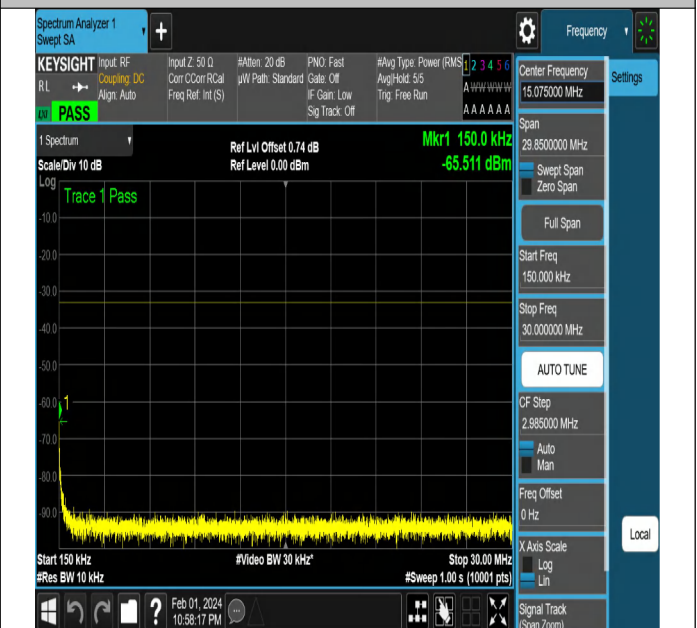 Spectrum Analyzer 1
Swept SA
+
Frequency
KEYSIGHT
RL
PASS
Input: RF
Coupling: DC
Align: Auto
Input Z: 50 Ω
Corr CCorr RCal
Freq Ref: Int (S)
#Atten: 20 dB
µW Path: Standard
PNO: Fast
Gate: Off
IF Gain: Low
Sig Track: Off
#Avg Type: Power (RMS
Avg|Hold: 5/5
Trig: Free Run
1 2 3 4 5 6
A W W W W W
A A A A A A
1 Spectrum
Scale/Div 10 dB
Ref Lvl Offset 0.74 dB
Ref Level 0.00 dBm
Mkr1 150.0 kHz
-65.511 dBm
Log
Trace 1 Pass
-10.0
-20.0
-30.0
-40.0
-50.0
-60.0
1
-70.0
-80.0
-90.0
Start 150 kHz
#Res BW 10 kHz
#Video BW 30 kHz*
Stop 30.00 MHz
#Sweep 1.00 s (10001 pts)
?
Feb 01, 2024
10:58:17 PM
Center Frequency
15.075000 MHz
Settings
Span
29.8500000 MHz
Swept Span
Zero Span
Full Span
Start Freq
150.000 kHz
Stop Freq
30.000000 MHz
AUTO TUNE
CF Step
2.985000 MHz
Auto
Man
Freq Offset
0 Hz
Local
X Axis Scale
Log
Lin
Signal Track
(Span Zoom)